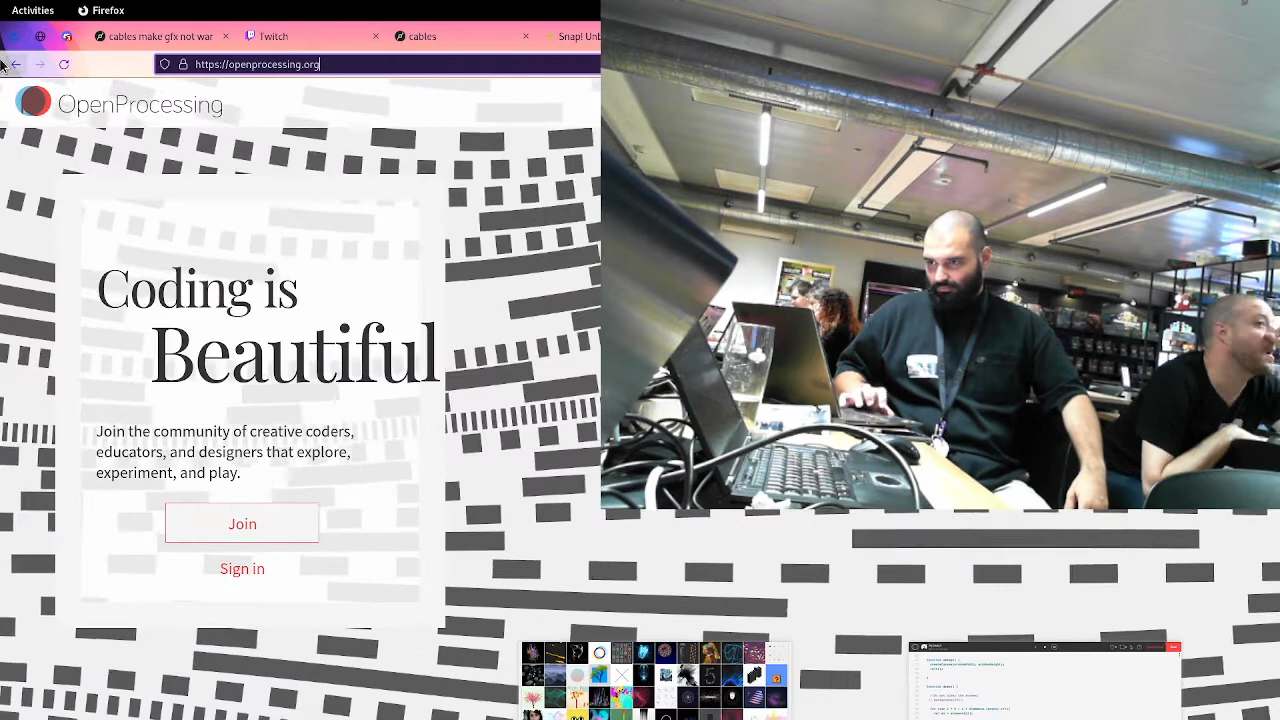 Activities
Firefox
cables make gfx not war
Twitch
cables
Snap! Un
https://openprocessing.org
OpenProcessing
Coding is
Beautiful
Join the community of creative coders,
educators, and designers that explore,
experiment, and play.
Join
Sign in